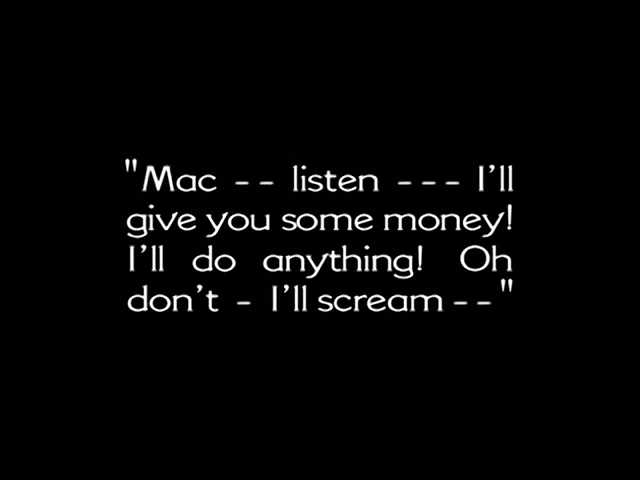 "Mac -- listen --- I'll
give you some money!
I'll do anything! Oh
don't - I'll scream --"